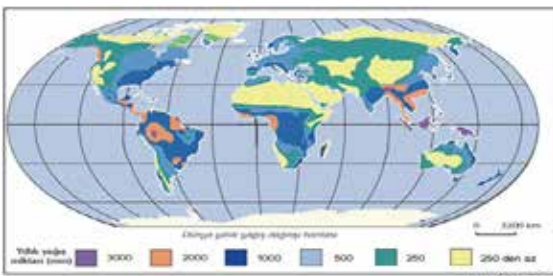 Dünya yıllık yağış dağılışı haritası
0 3200 km
Yıllık yağış miktarı (mm)
3000 2000 1000 500 250 250 den az